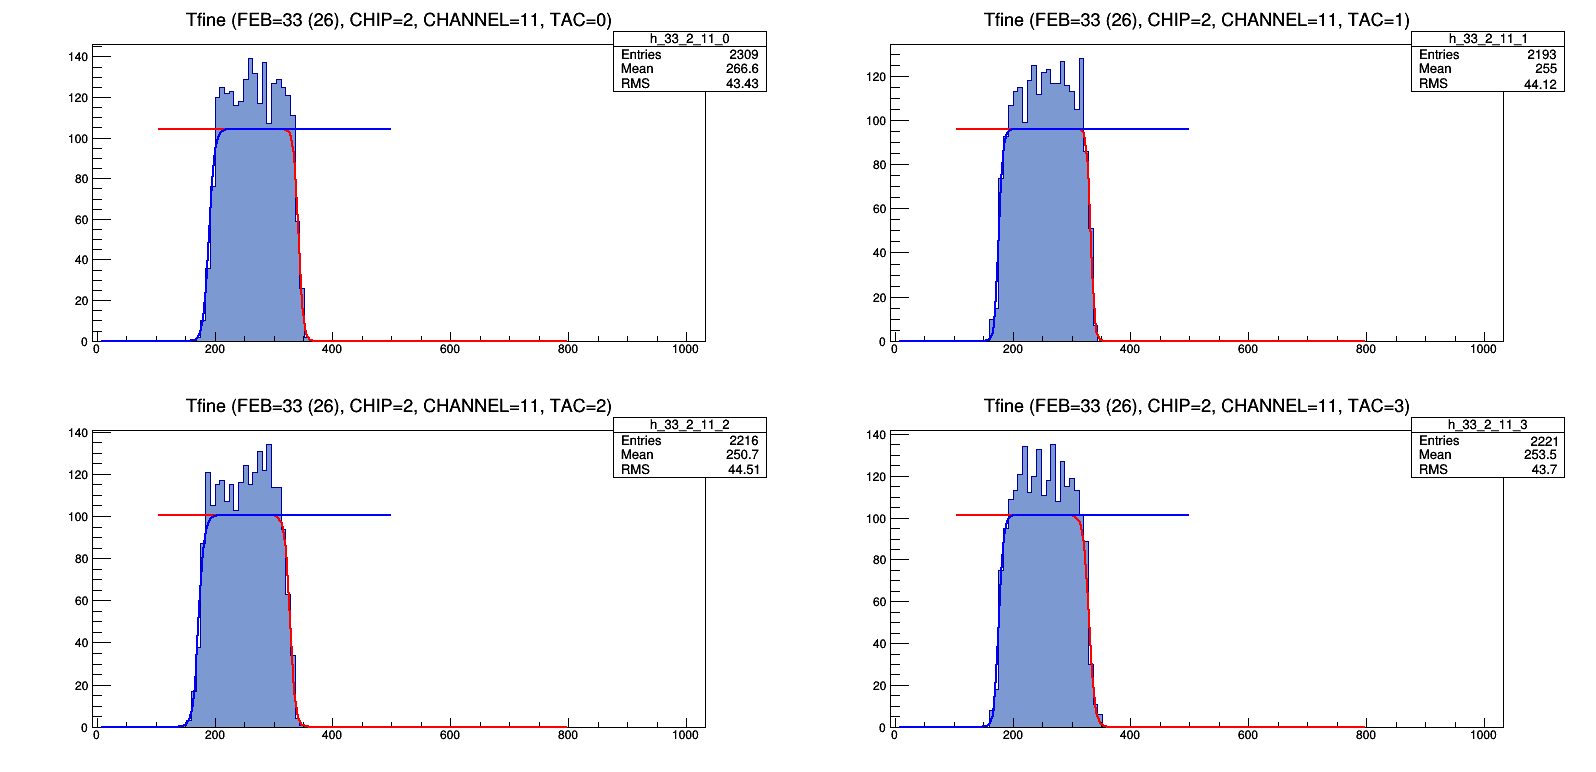 Tfine (FEB=33 (26), CHIP=2, CHANNEL=11, TAC=0)
h_33_2_11_0
Entries 2309
Mean 266.6
RMS 43.43
140
120
100
80
60
40
20
0
0 200 400 600 800 1000
Tfine (FEB=33 (26), CHIP=2, CHANNEL=11, TAC=1)
h_33_2_11_1
Entries 2193
Mean 255
RMS 44.12
120
100
80
60
40
20
0
0 200 400 600 800 1000
Tfine (FEB=33 (26), CHIP=2, CHANNEL=11, TAC=2)
h_33_2_11_2
Entries 2216
Mean 250.7
RMS 44.51
140
120
100
80
60
40
20
0
0 200 400 600 800 1000
Tfine (FEB=33 (26), CHIP=2, CHANNEL=11, TAC=3)
h_33_2_11_3
Entries 2221
Mean 253.5
RMS 43.7
140
120
100
80
60
40
20
0
0 200 400 600 800 1000